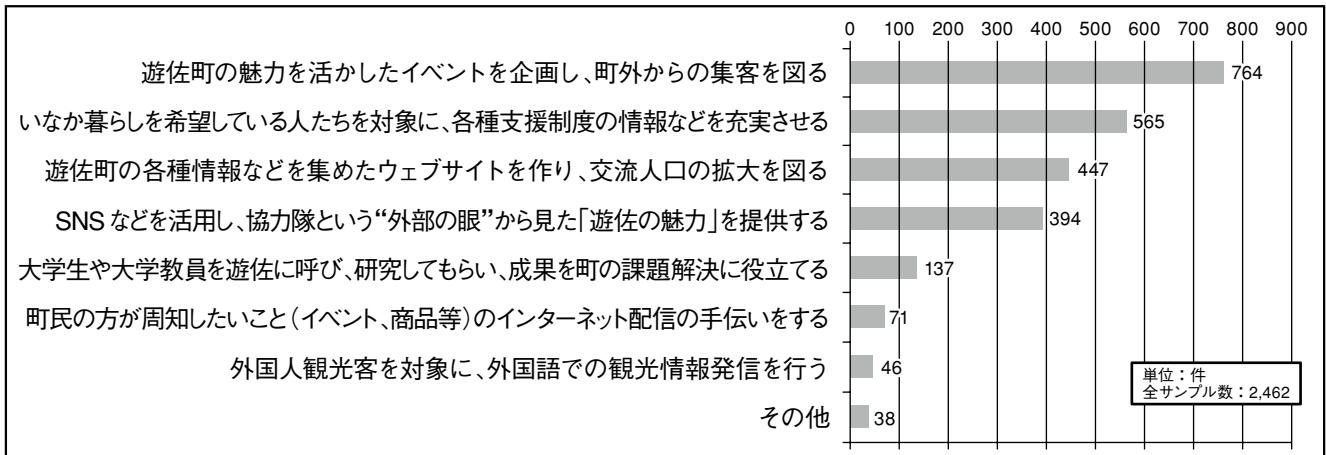 0 100 200 300 400 500 600 700 800 900
遊佐町の魅力を活かしたイベントを企画し、町外からの集客を図る 764
いなか暮らしを希望している人たちを対象に、各種支援制度の情報などを充実させる 565
遊佐町の各種情報などを集めたウェブサイトを作り、交流人口の拡大を図る 447
SNSなどを活用し、協力隊という“外部の眼”から見た「遊佐の魅力」を提供する 394
大学生や大学教員を遊佐に呼び、研究してもらい、成果を町の課題解決に役立てる 137
町民の方が周知したいこと(イベント、商品等)のインターネット配信の手伝いをする 71
外国人観光客を対象に、外国語での観光情報発信を行う 46
単位:件
全サンプル数:2,462
その他 38